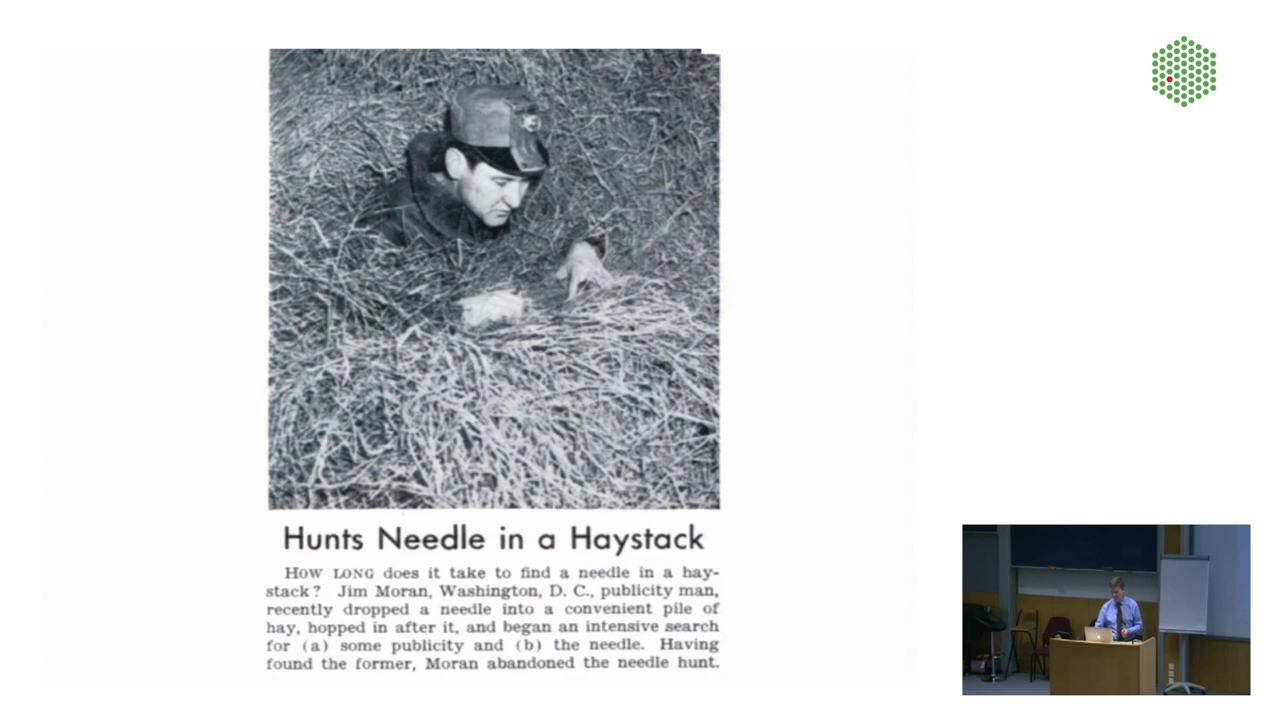 Hunts Needle in a Haystack
HOW LONG does it take to find a needle in a hay-
stack? Jim Moran, Washington, D. C., publicity man,
recently dropped a needle into a convenient pile of
hay, hopped in after it, and began an intensive search
for (a) some publicity and (b) the needle. Having
found the former, Moran abandoned the needle hunt.